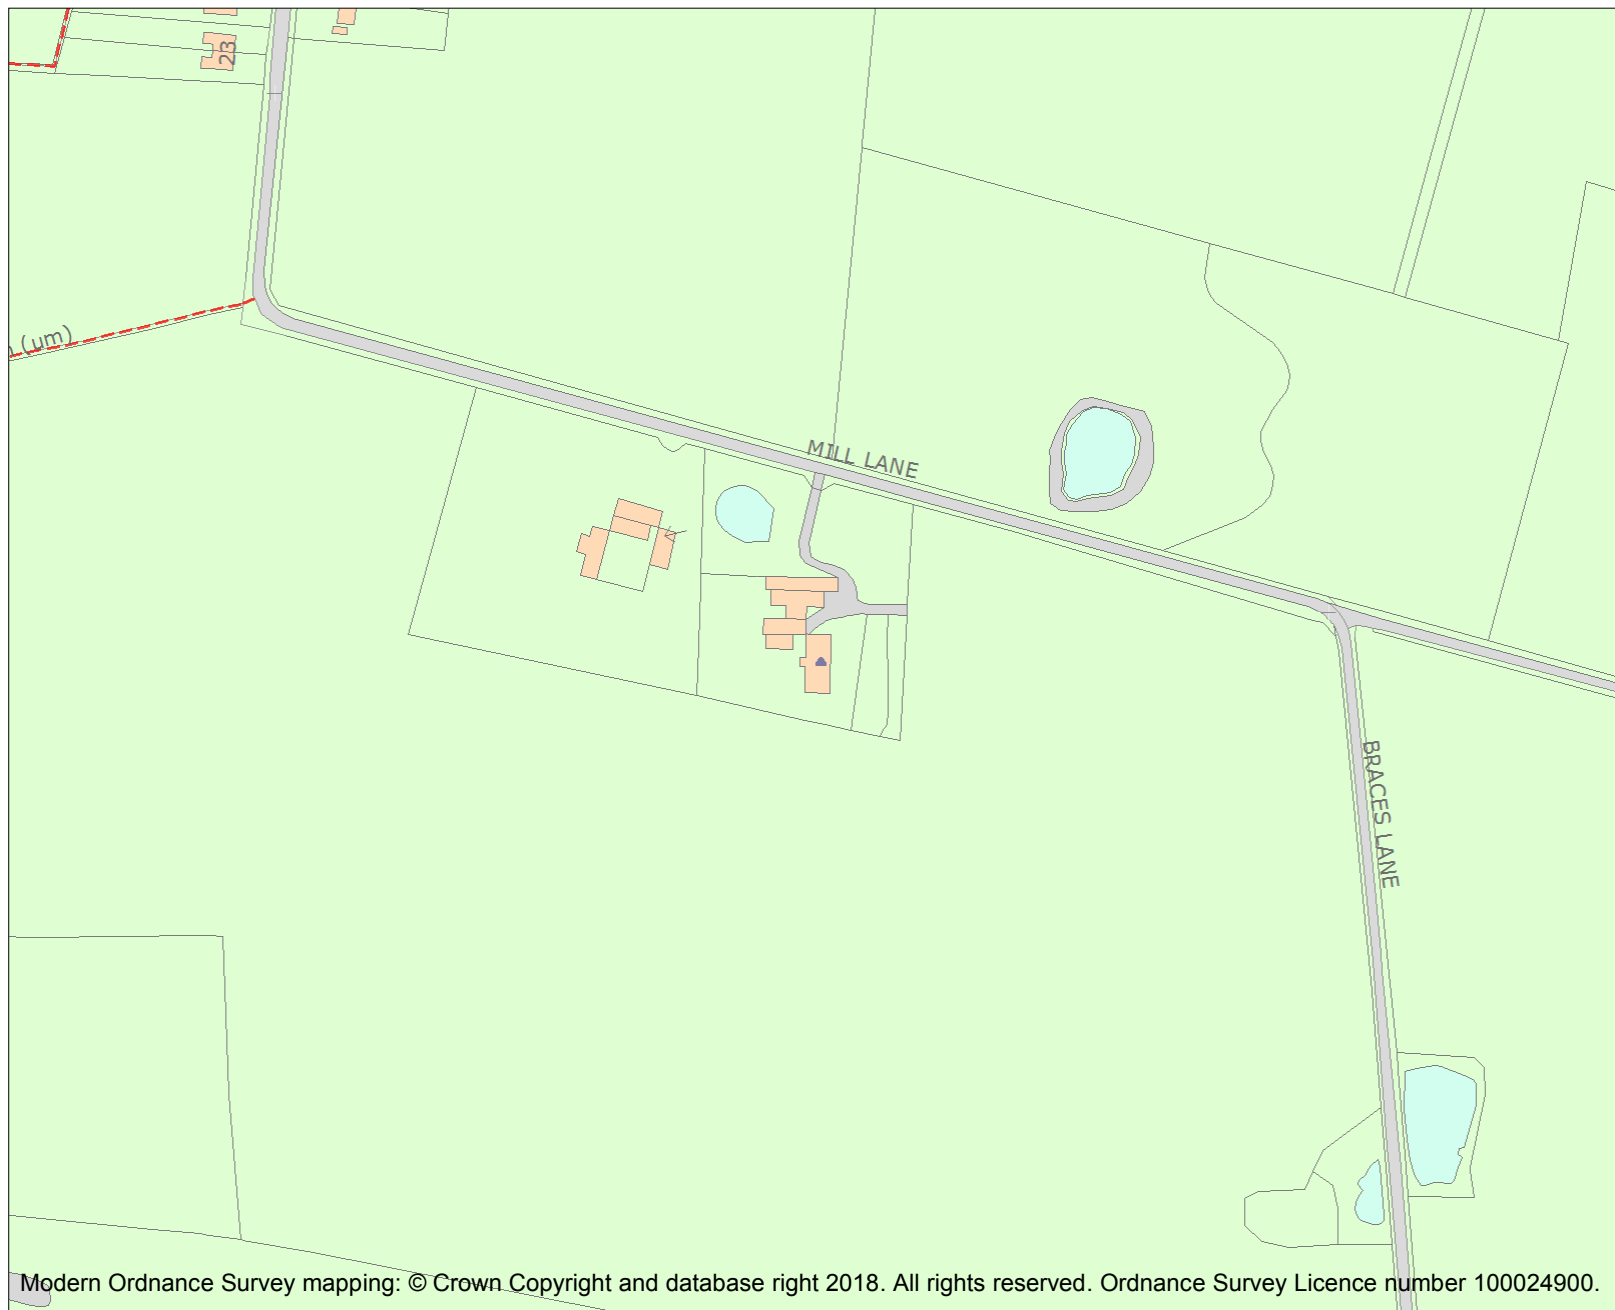 23
(um)
MILL LANE
BRACES LANE
Modern Ordnance Survey mapping: © Crown Copyright and database right 2018. All rights reserved. Ordnance Survey Licence number 100024900.